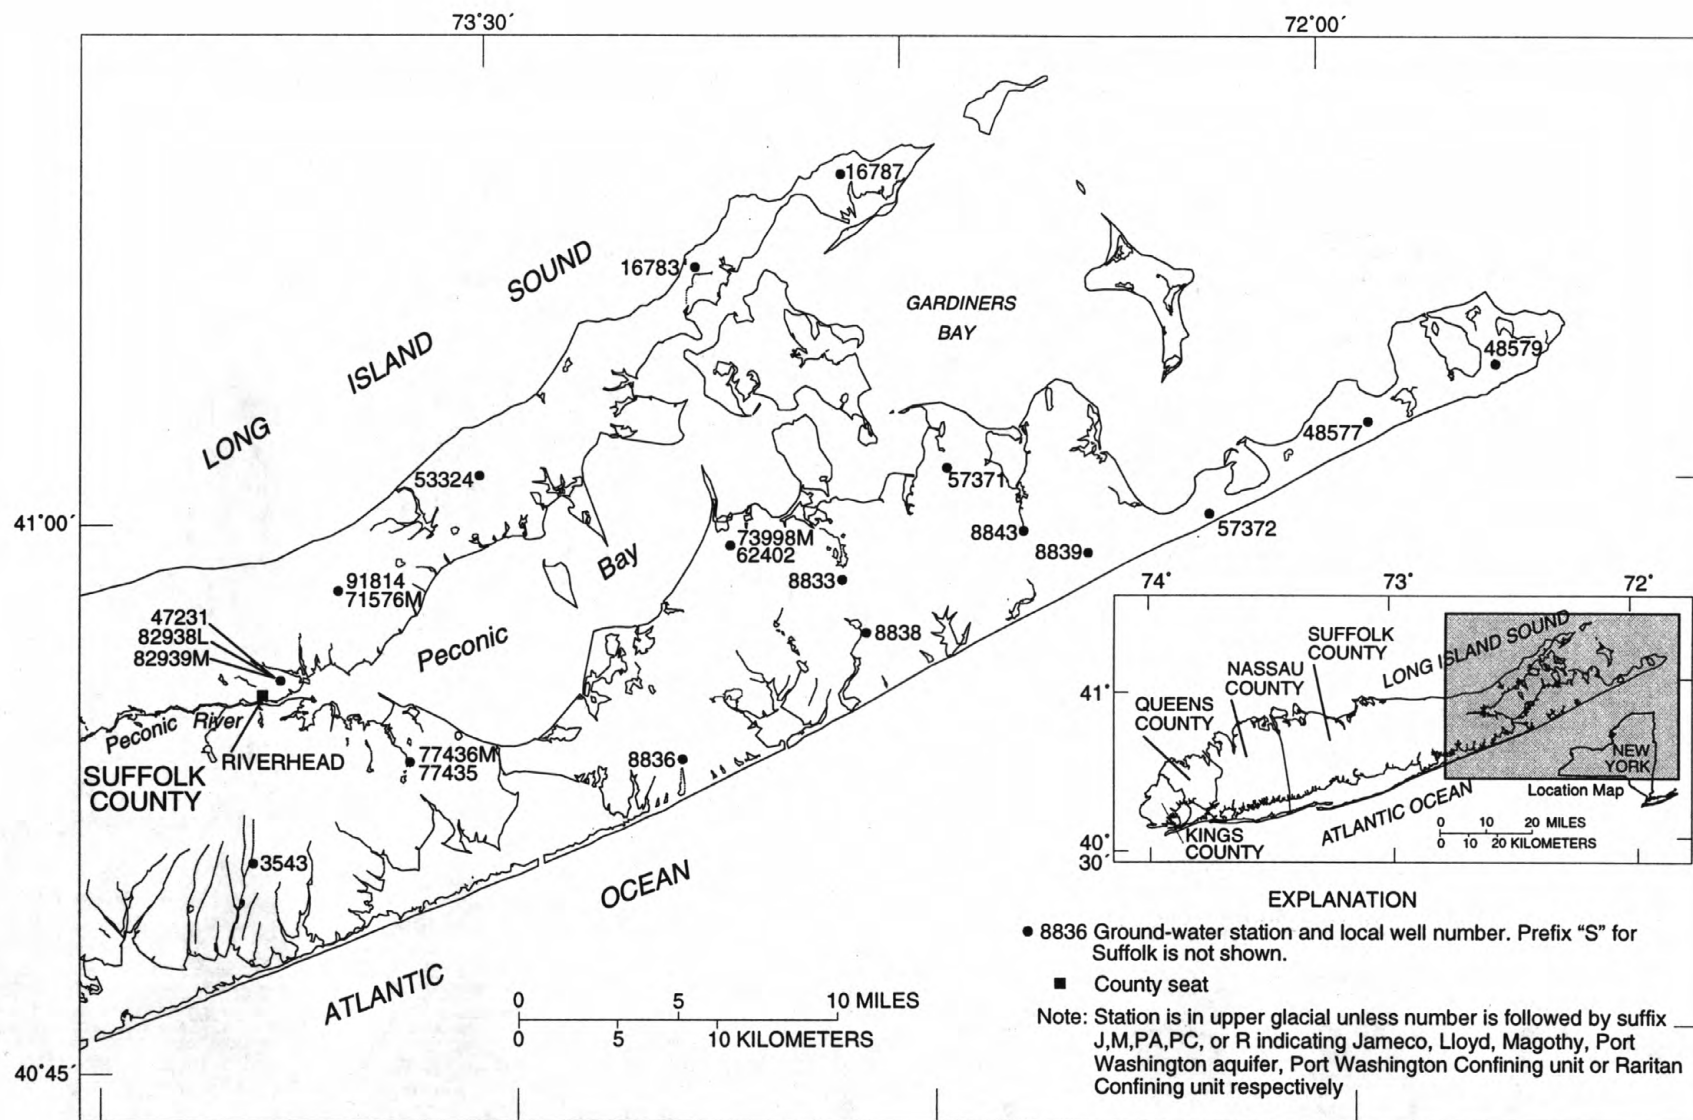 73°30′
72°00′
16787
16783
LONG ISLAND SOUND
GARDINERS
BAY
48579
48577
53324
57371
41°00′
73998M
62402
8843
8839
57372
8833
91814
71576M
Peconic Bay
47231
82938L
82939M
8838
Peconic River
RIVERHEAD
77436M
77435
8836
SUFFOLK
COUNTY
3543
ATLANTIC OCEAN
40°45′
0 5 10 MILES
0 5 10 KILOMETERS
74° 73° 72°
SUFFOLK
COUNTY
LONG ISLAND SOUND
NASSAU
COUNTY
41°
QUEENS
COUNTY
NEW
YORK
Location Map
ATLANTIC OCEAN
0 10 20 MILES
0 10 20 KILOMETERS
KINGS
COUNTY
40°
30′
EXPLANATION
8836 Ground-water station and local well number. Prefix “S” for
Suffolk is not shown.
County seat
Note: Station is in upper glacial unless number is followed by suffix
J,M,PA,PC, or R indicating Jameco, Lloyd, Magothy, Port
Washington aquifer, Port Washington Confining unit or Raritan
Confining unit respectively